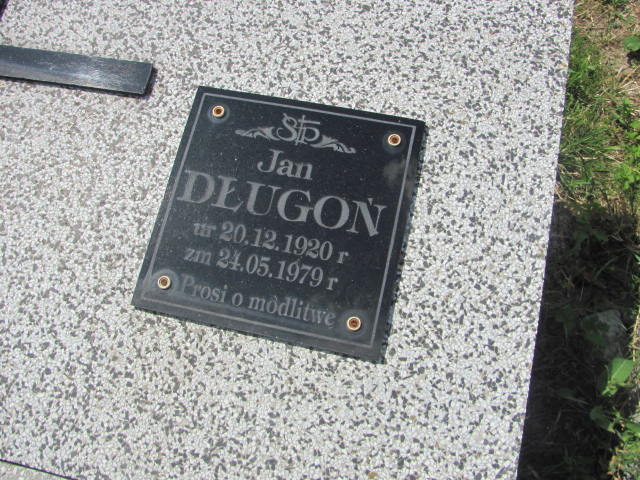 Ś†P
Jan
DŁUGOŃ
ur 20.12.1920 r
zm 24.05.1979 r
Prosi o modlitwę